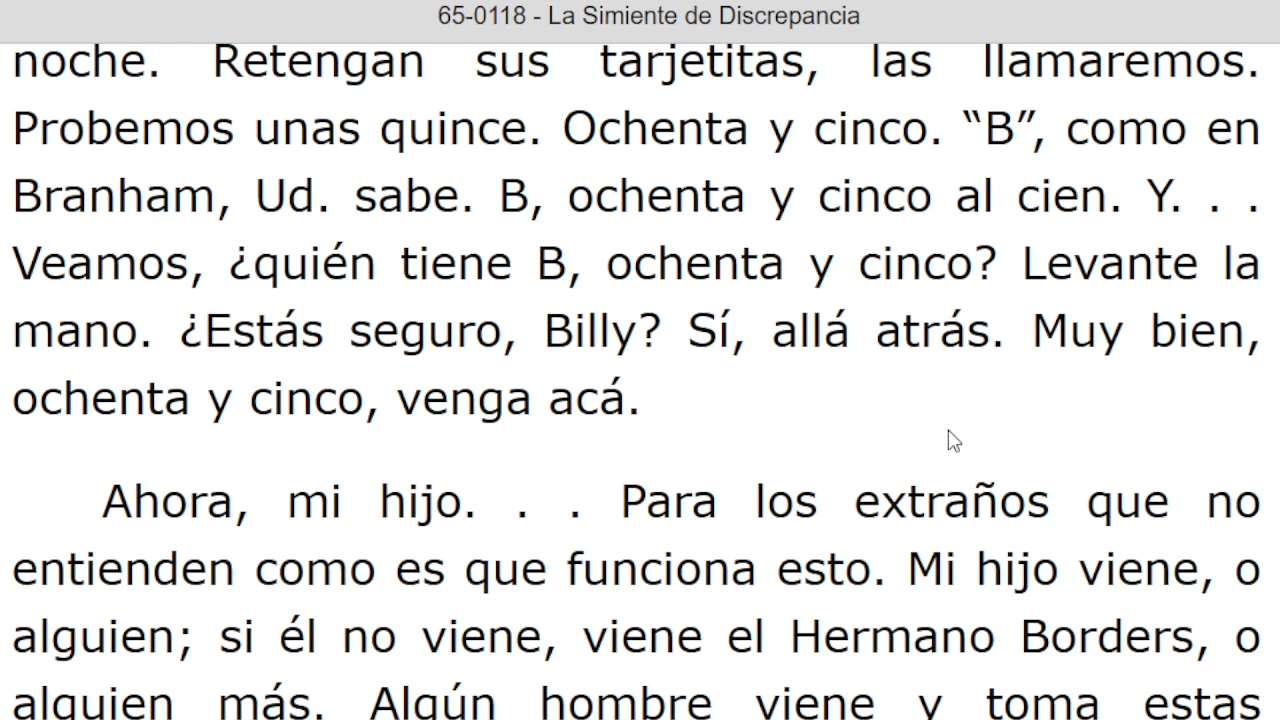 65-0118 - La Simiente de Discrepancia
noche. Retengan sus tarjetitas, las llamaremos.
Probemos unas quince. Ochenta y cinco. “B”, como en
Branham, Ud. sabe. B, ochenta y cinco al cien. Y. . .
Veamos, ¿quién tiene B, ochenta y cinco? Levante la
mano. ¿Estás seguro, Billy? Sí, allá atrás. Muy bien,
ochenta y cinco, venga acá.
Ahora, mi hijo. . . Para los extraños que no
entienden como es que funciona esto. Mi hijo viene, o
alguien; si él no viene, viene el Hermano Borders, o
alguien más. Algún hombre viene y toma estas